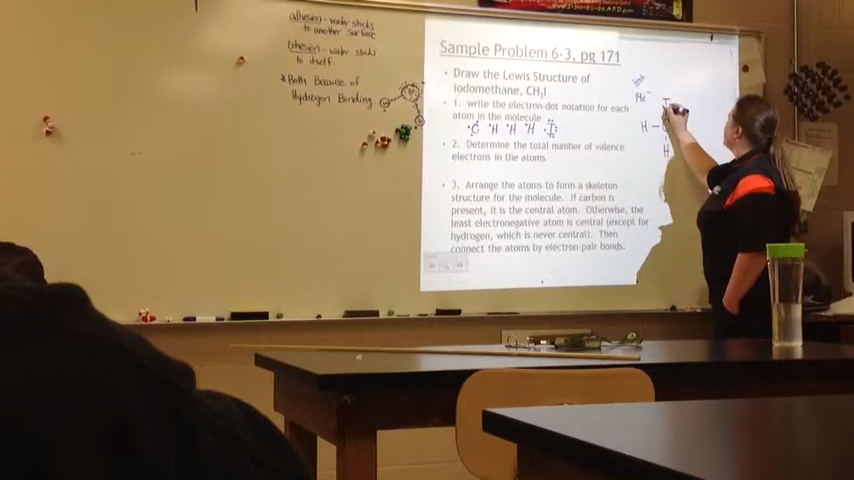 adhesion - water sticks
to another surface
cohesion - water sticks
to itself.
* Both Because of
Hydrogen Bonding
Sample Problem 6-3, pg 171
• Draw the Lewis Structure of
Iodomethane, CH₃I
• 1. write the electron-dot notation for each
atom in the molecule
C H H H I
• 2. Determine the total number of valence
electrons in the atoms
• 3. Arrange the atoms to form a skeleton
structure for the molecule. If carbon is
present, it is the central atom. Otherwise, the
least electronegative atom is central (except for
hydrogen, which is never central). Then
connect the atoms by electron-pair bonds.
I
H —
H